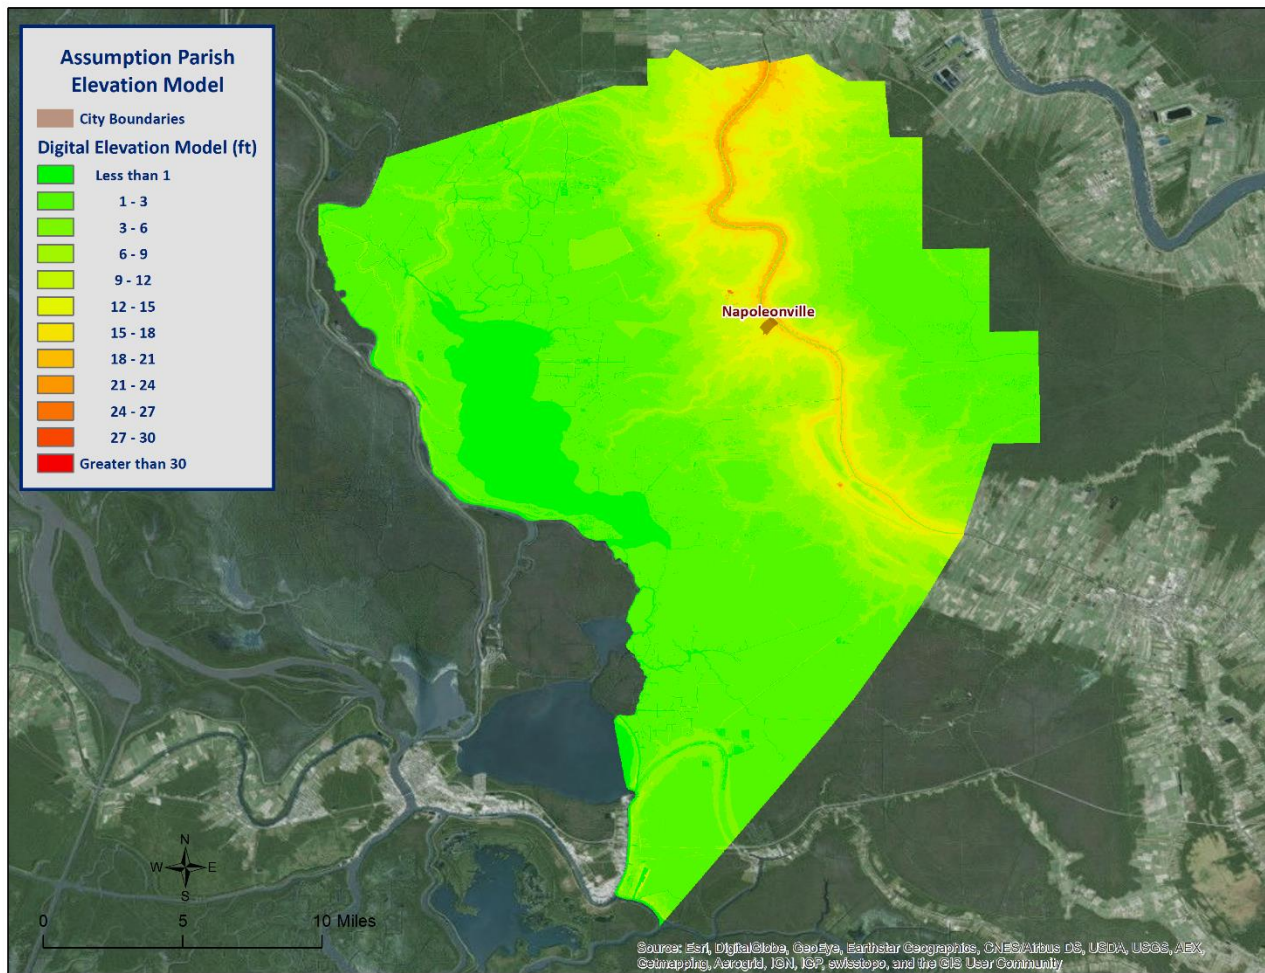 Assumption Parish
Elevation Model
City Boundaries
Digital Elevation Model (ft)
Less than 1
1 - 3
3 - 6
6 - 9
9 - 12
12 - 15
15 - 18
18 - 21
21 - 24
24 - 27
27 - 30
Greater than 30
Napoleonville
N
W E
S
0 5 10 Miles
Source: Esri, DigitalGlobe, GeoEye, Earthstar Geographics, CNES/Airbus DS, USDA, USGS, AEX,
Getmapping, Aerogrid, IGN, IGP, swisstopo, and the GIS User Community